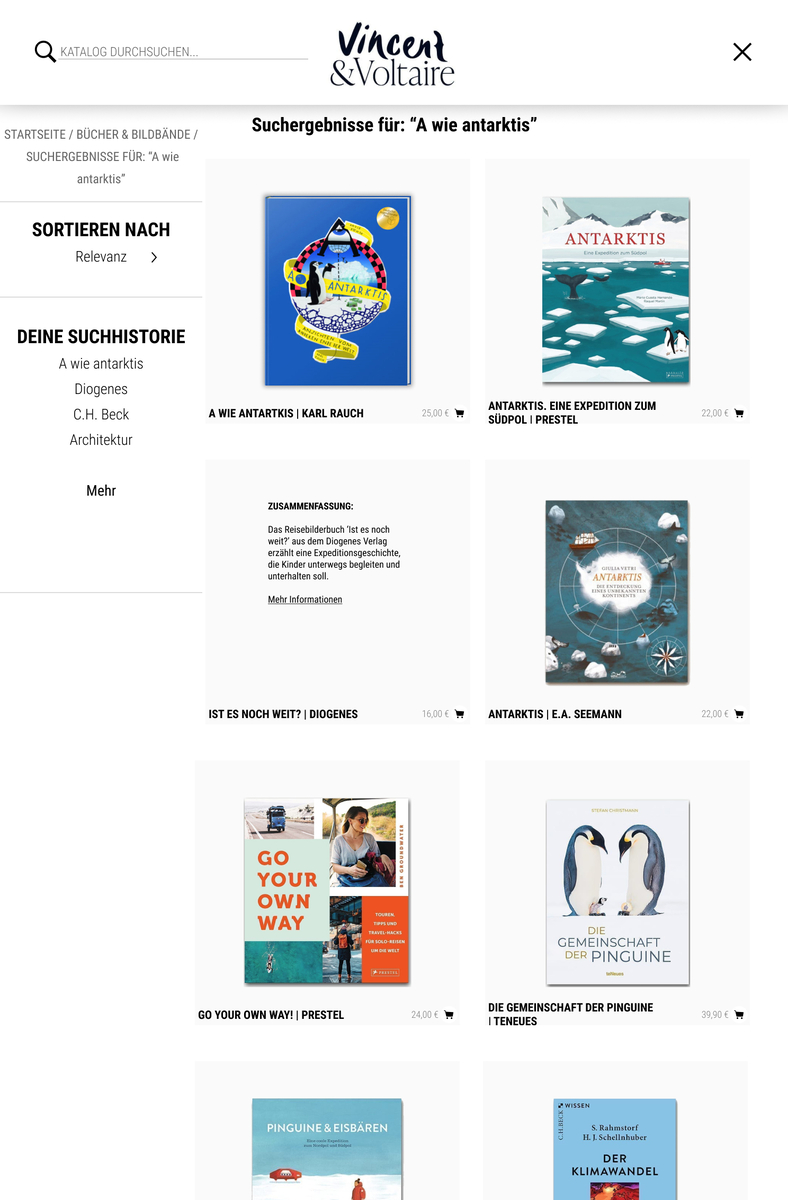 KATALOG DURCHSUCHEN...
Vincent
&Voltaire
STARTSEITE / BÜCHER & BILDBÄNDE /
SUCHERGEBNISSE FÜR: “A wie
antarktis”
SORTIEREN NACH
Relevanz
DEINE SUCHHISTORIE
A wie antarktis
Diogenes
C.H. Beck
Architektur
Mehr
Suchergebnisse für: “A wie antarktis”
A
ANTARKTIS
ANSICHTEN VOM
ANDEREN ENDE DER WELT
A WIE ANTARTKIS | KARL RAUCH
25,00 €
ANTARKTIS
Eine Expedition zum Südpol
ANTARKTIS. EINE EXPEDITION ZUM
SÜDPOL | PRESTEL
22,00 €
ZUSAMMENFASSUNG:
Das Reisebilderbuch ‘Ist es noch
weit?’ aus dem Diogenes Verlag
erzählt eine Expeditionsgeschichte,
die Kinder unterwegs begleiten und
unterhalten soll.
Mehr Informationen
IST ES NOCH WEIT? | DIOGENES
16,00 €
GIULIA VETRI
ANTARKTIS
DIE ENTDECKUNG
EINES UNBEKANNTEN
KONTINENTS
ANTARKTIS | E.A. SEEMANN
22,00 €
GO
YOUR
OWN
WAY
BEN GROUNDWATER
TOUREN,
TIPPS UND
TRAVEL-HACKS
FÜR SOLO-REISEN
UM DIE WELT
PRESTEL
GO YOUR OWN WAY! | PRESTEL
24,00 €
STEFAN CHRISTMANN
DIE
GEMEINSCHAFT
DER PINGUINE
teNeues
DIE GEMEINSCHAFT DER PINGUINE
| TENEUES
39,90 €
PINGUINE & EISBÄREN
C.H.BECK
WISSEN
S. Rahmstorf
H. J. Schellnhuber
DER
KLIMAWANDEL